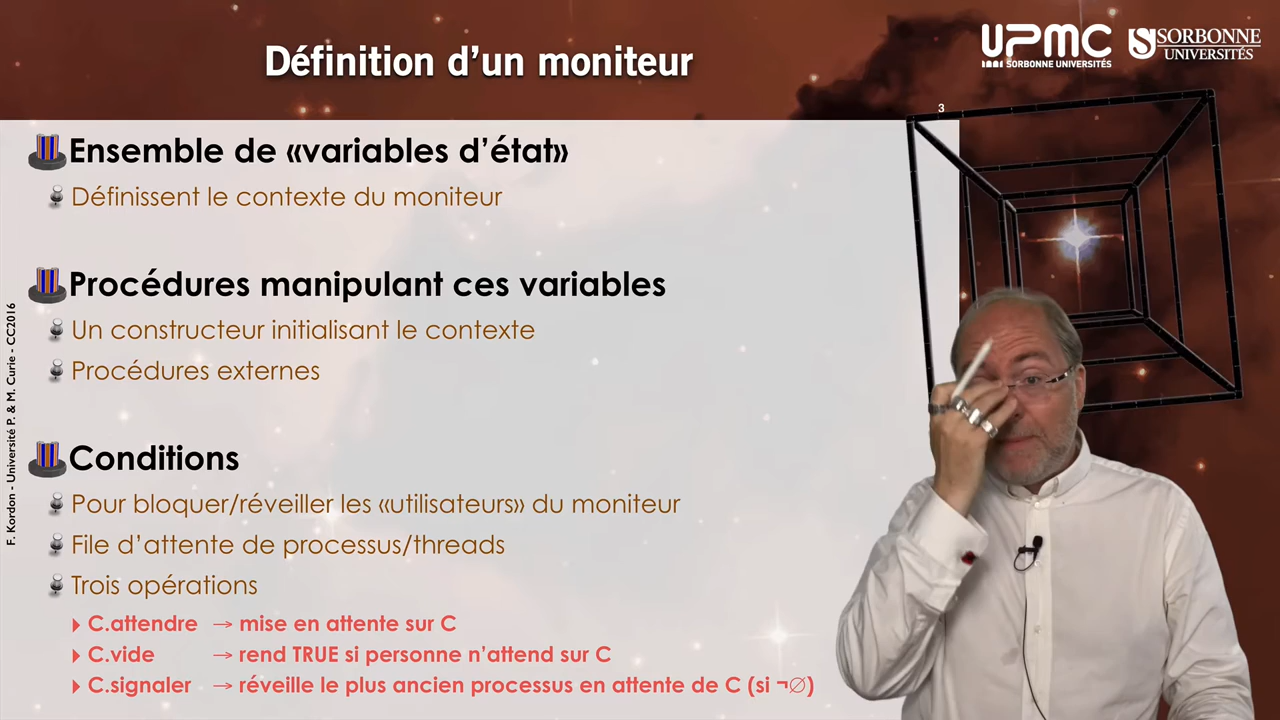 Définition d'un moniteur
UPMC
SORBONNE UNIVERSITÉS
SORBONNE
UNIVERSITÉS
3
Ensemble de «variables d'état»
Définissent le contexte du moniteur
Procédures manipulant ces variables
Un constructeur initialisant le contexte
Procédures externes
Conditions
Pour bloquer/réveiller les «utilisateurs» du moniteur
File d'attente de processus/threads
Trois opérations
C.attendre → mise en attente sur C
C.vide → rend TRUE si personne n'attend sur C
C.signaler → réveille le plus ancien processus en attente de C (si ¬∅)
F. Kordon - Université P. & M. Curie - CC2016